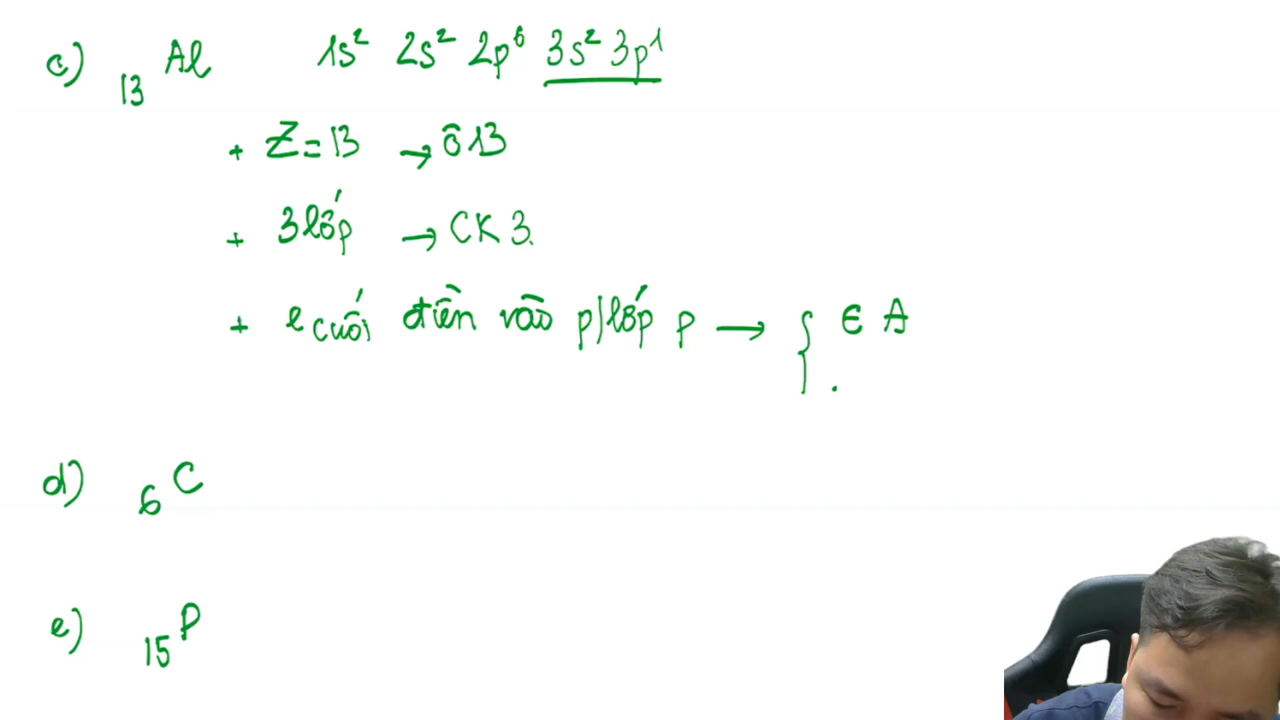 c) ₁₃Al 1s² 2s² 2p⁶ 3s² 3p¹
+ Z = 13 → ô 13
+ 3 lớp → CK 3.
+ e cuối điền vào p/lớp p → { ∈ A
d) ₆C
e) ₁₅P